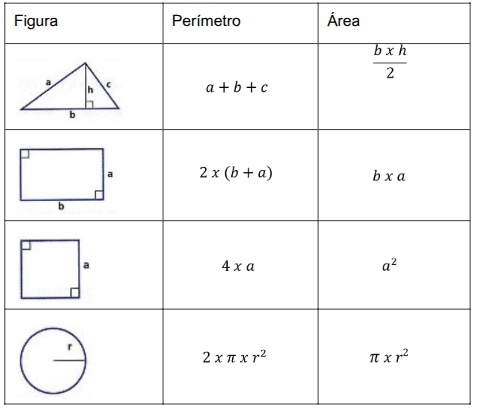 Figura Perímetro Área
a c h b
a + b + c
b x h
2
a
b
2 x (b + a)
b x a
a
4 x a
a²
r
2 x π x r²
π x r²